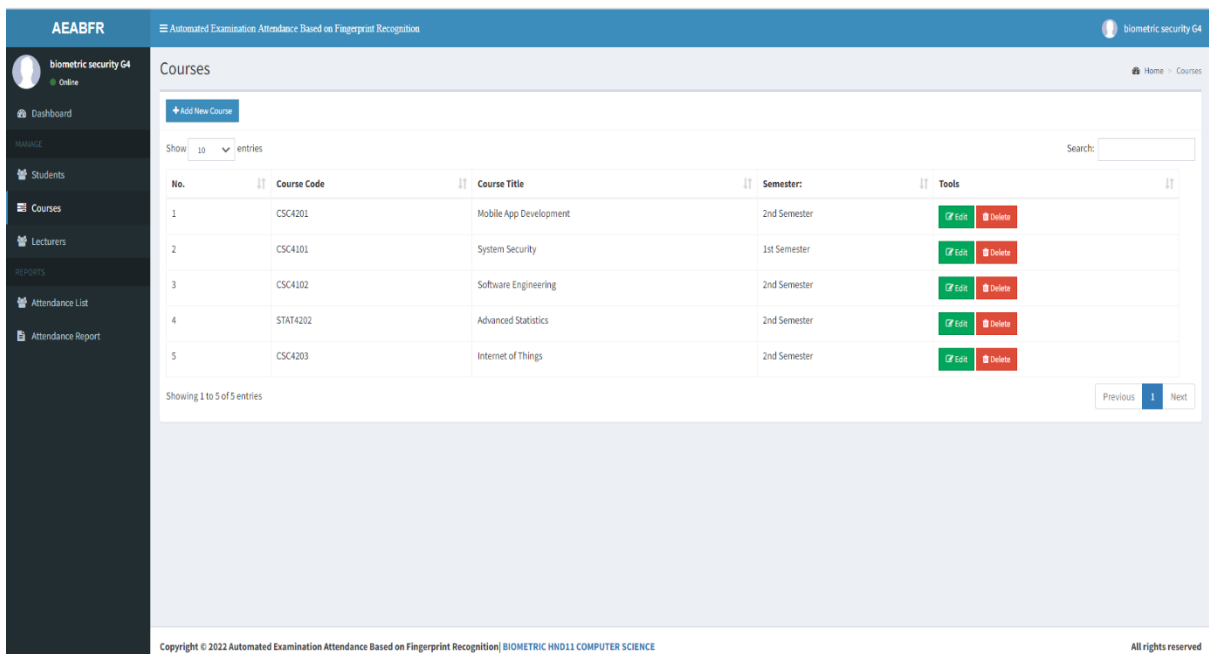 AEABFR
Automated Examination Attendance Based on Fingerprint Recognition
biometric security G4
biometric security G4
Online
Dashboard
MANAGE
Students
Courses
Lecturers
REPORTS
Attendance List
Attendance Report
Courses
Home > Courses
+Add New Course
Show 10 entries
Search:
No. Course Code Course Title Semester: Tools
1 CSC4201 Mobile App Development 2nd Semester Edit Delete
2 CSC4101 System Security 1st Semester Edit Delete
3 CSC4102 Software Engineering 2nd Semester Edit Delete
4 STAT4202 Advanced Statistics 2nd Semester Edit Delete
5 CSC4203 Internet of Things 2nd Semester Edit Delete
Showing 1 to 5 of 5 entries
Previous 1 Next
Copyright © 2022 Automated Examination Attendance Based on Fingerprint Recognition| BIOMETRIC HND11 COMPUTER SCIENCE
All rights reserved